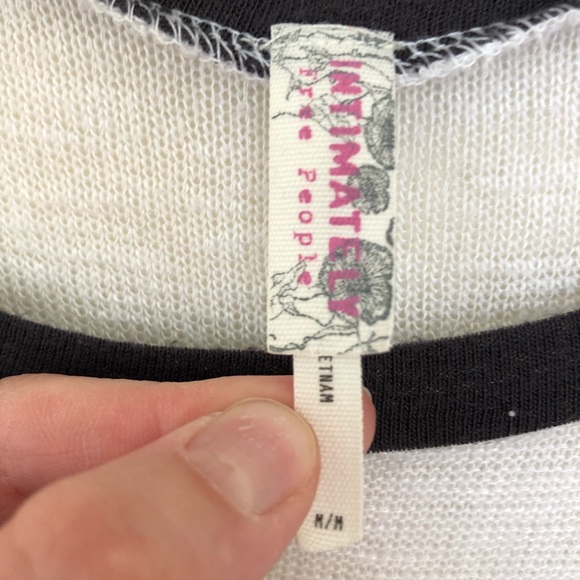 INTIMATELY
free People
ETNAM
M/M